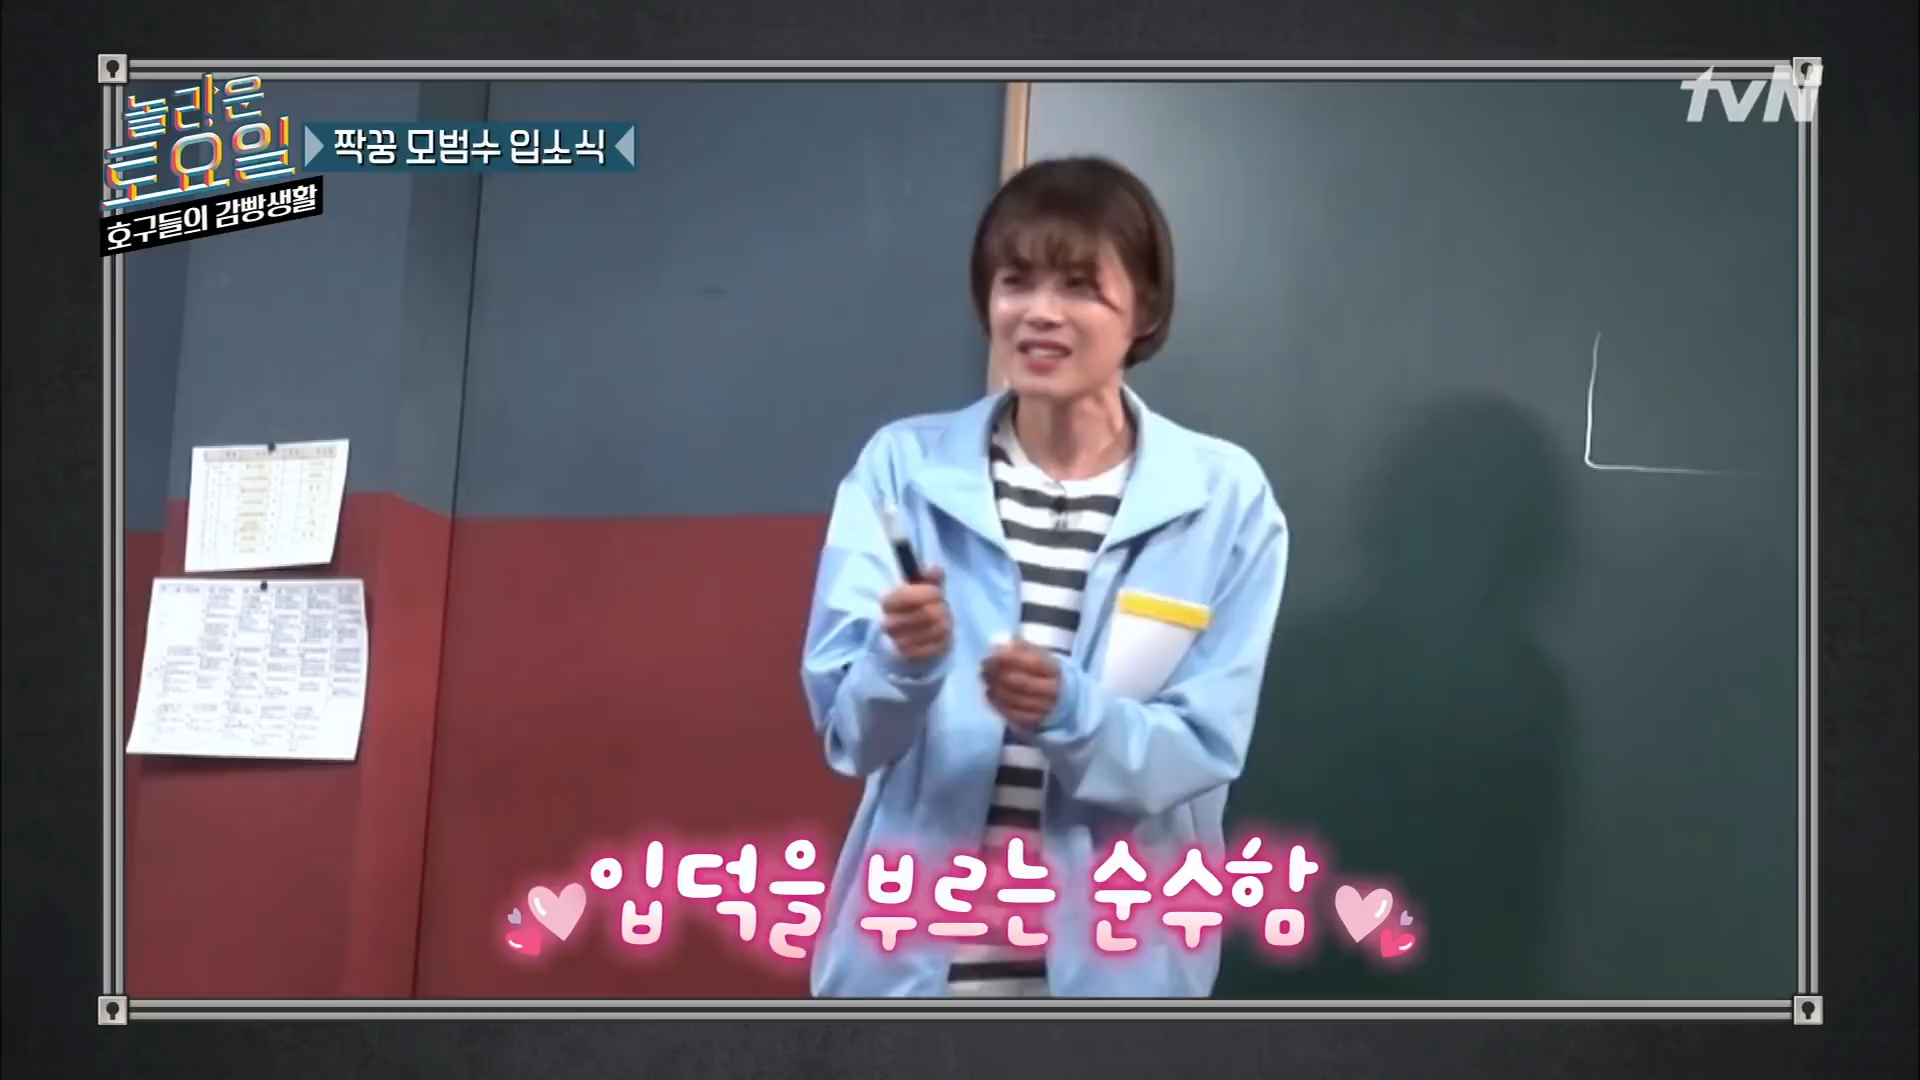 놀라운
토요일
호구들의 감빵생활
짝꿍 모범수 입소식
tvN
입덕을 부르는 순수함